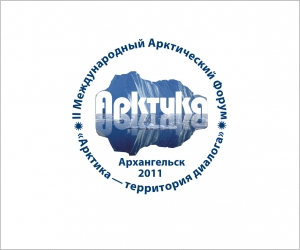 II Международный Арктический Форум
Арктика
Архангельск
2011
«Арктика — территория диалога»